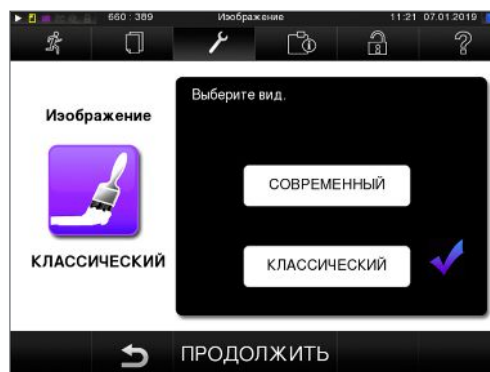 660 : 389 Изображение 11:21 07.01.2019
Изображение
Выберите вид.
СОВРЕМЕННЫЙ
КЛАССИЧЕСКИЙ
КЛАССИЧЕСКИЙ
ПРОДОЛЖИТЬ